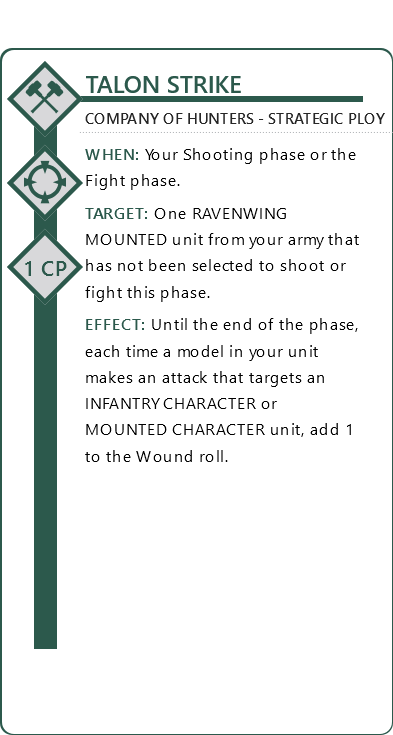 TALON STRIKE
COMPANY OF HUNTERS - STRATEGIC PLOY
WHEN: Your Shooting phase or the
Fight phase.
TARGET: One RAVENWING
MOUNTED unit from your army that
has not been selected to shoot or
fight this phase.
1 CP
EFFECT: Until the end of the phase,
each time a model in your unit
makes an attack that targets an
INFANTRY CHARACTER or
MOUNTED CHARACTER unit, add 1
to the Wound roll.